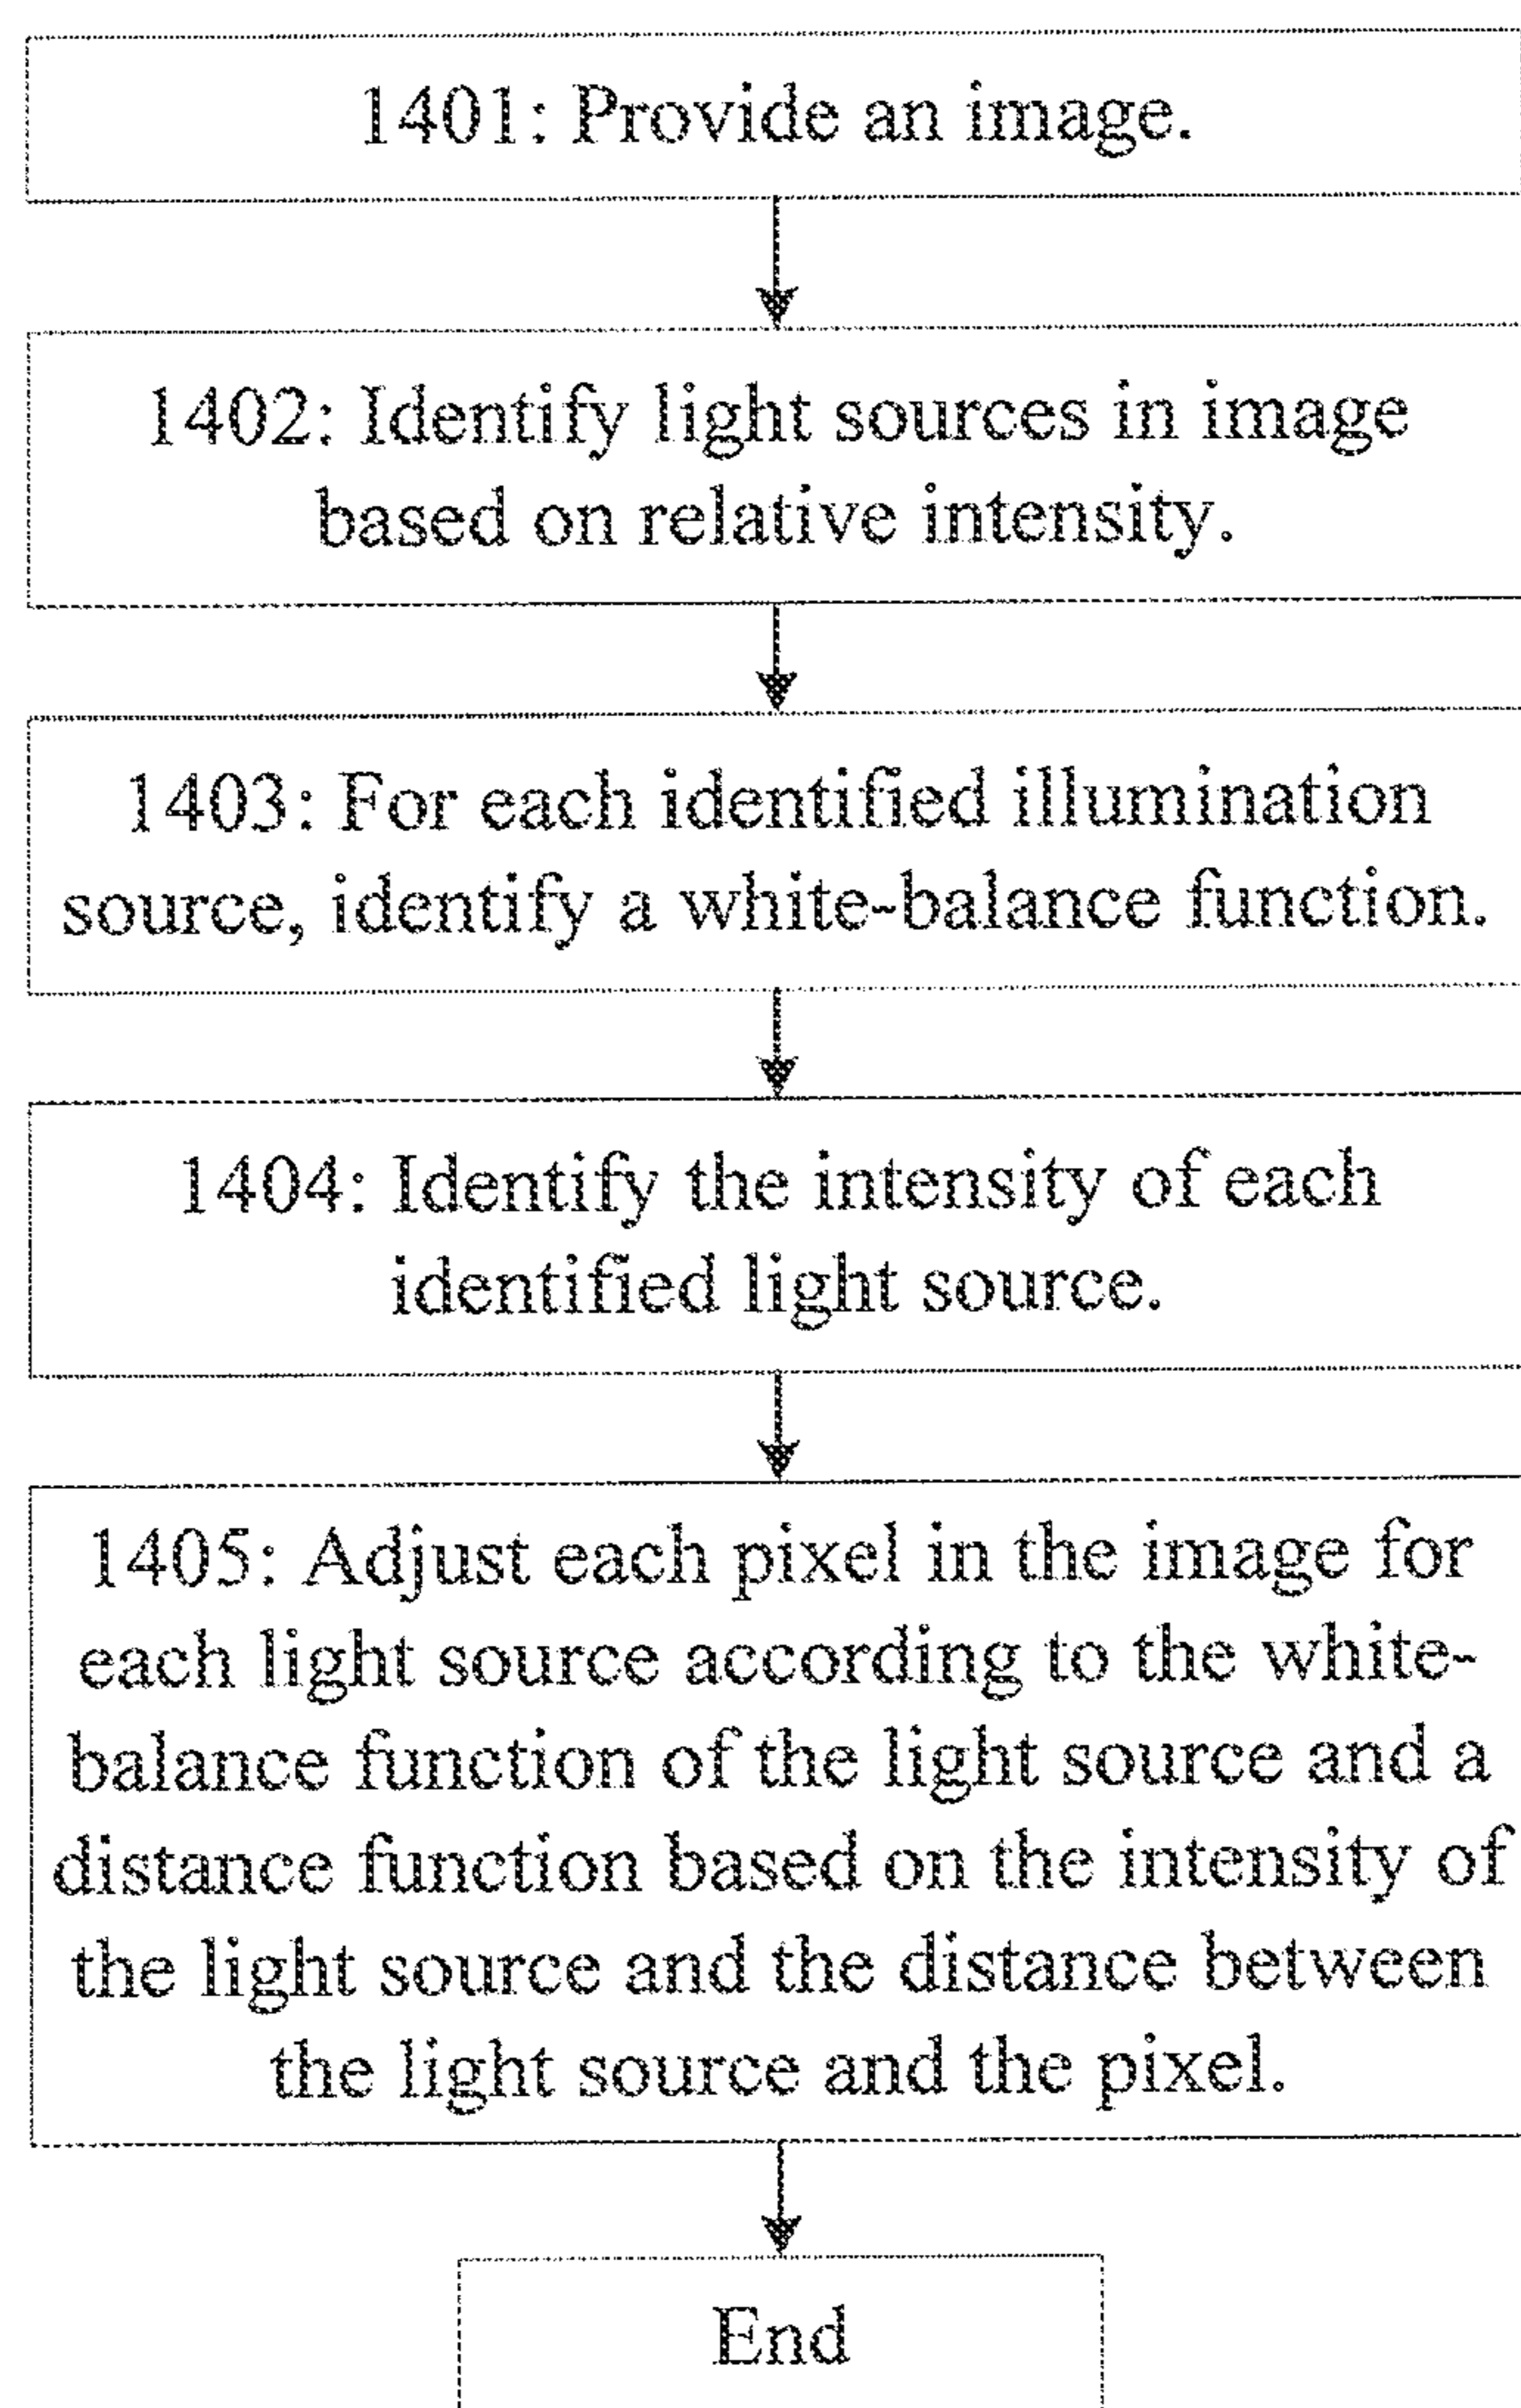 1401: Provide an image.
1402: Identify light sources in image
based on relative intensity.
1403: For each identified illumination
source, identify a white-balance function.
1404: Identify the intensity of each
identified light source.
1405: Adjust each pixel in the image for
each light source according to the white-
balance function of the light source and a
distance function based on the intensity of
the light source and the distance between
the light source and the pixel.
End